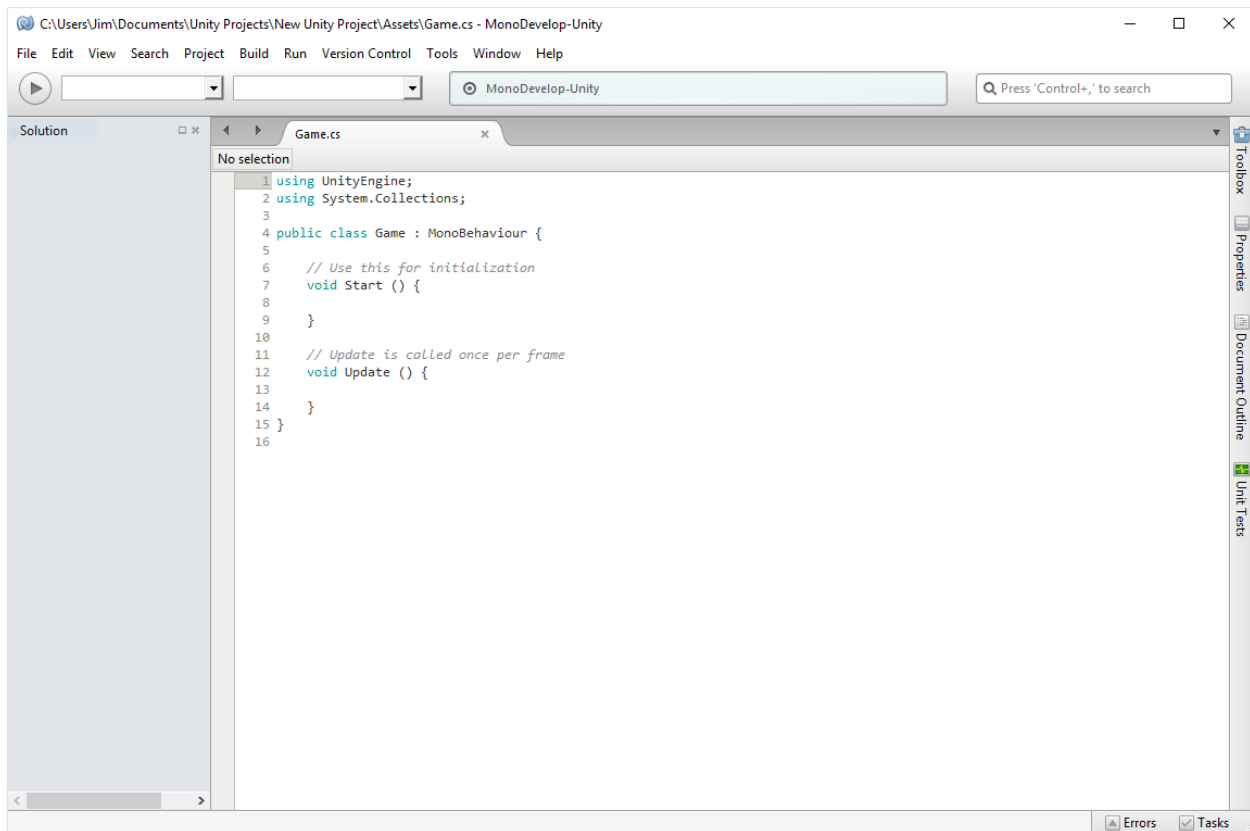 C:\Users\Jim\Documents\Unity Projects\New Unity Project\Assets\Game.cs - MonoDevelop-Unity
File Edit View Search Project Build Run Version Control Tools Window Help
MonoDevelop-Unity
Press 'Control+,' to search
Solution
Game.cs
No selection
1 using UnityEngine;
2 using System.Collections;
3
4 public class Game : MonoBehaviour {
5
6     // Use this for initialization
7     void Start () {
8
9     }
10
11     // Update is called once per frame
12     void Update () {
13
14     }
15 }
16
Toolbox
Properties
Document Outline
Unit Tests
Errors Tasks